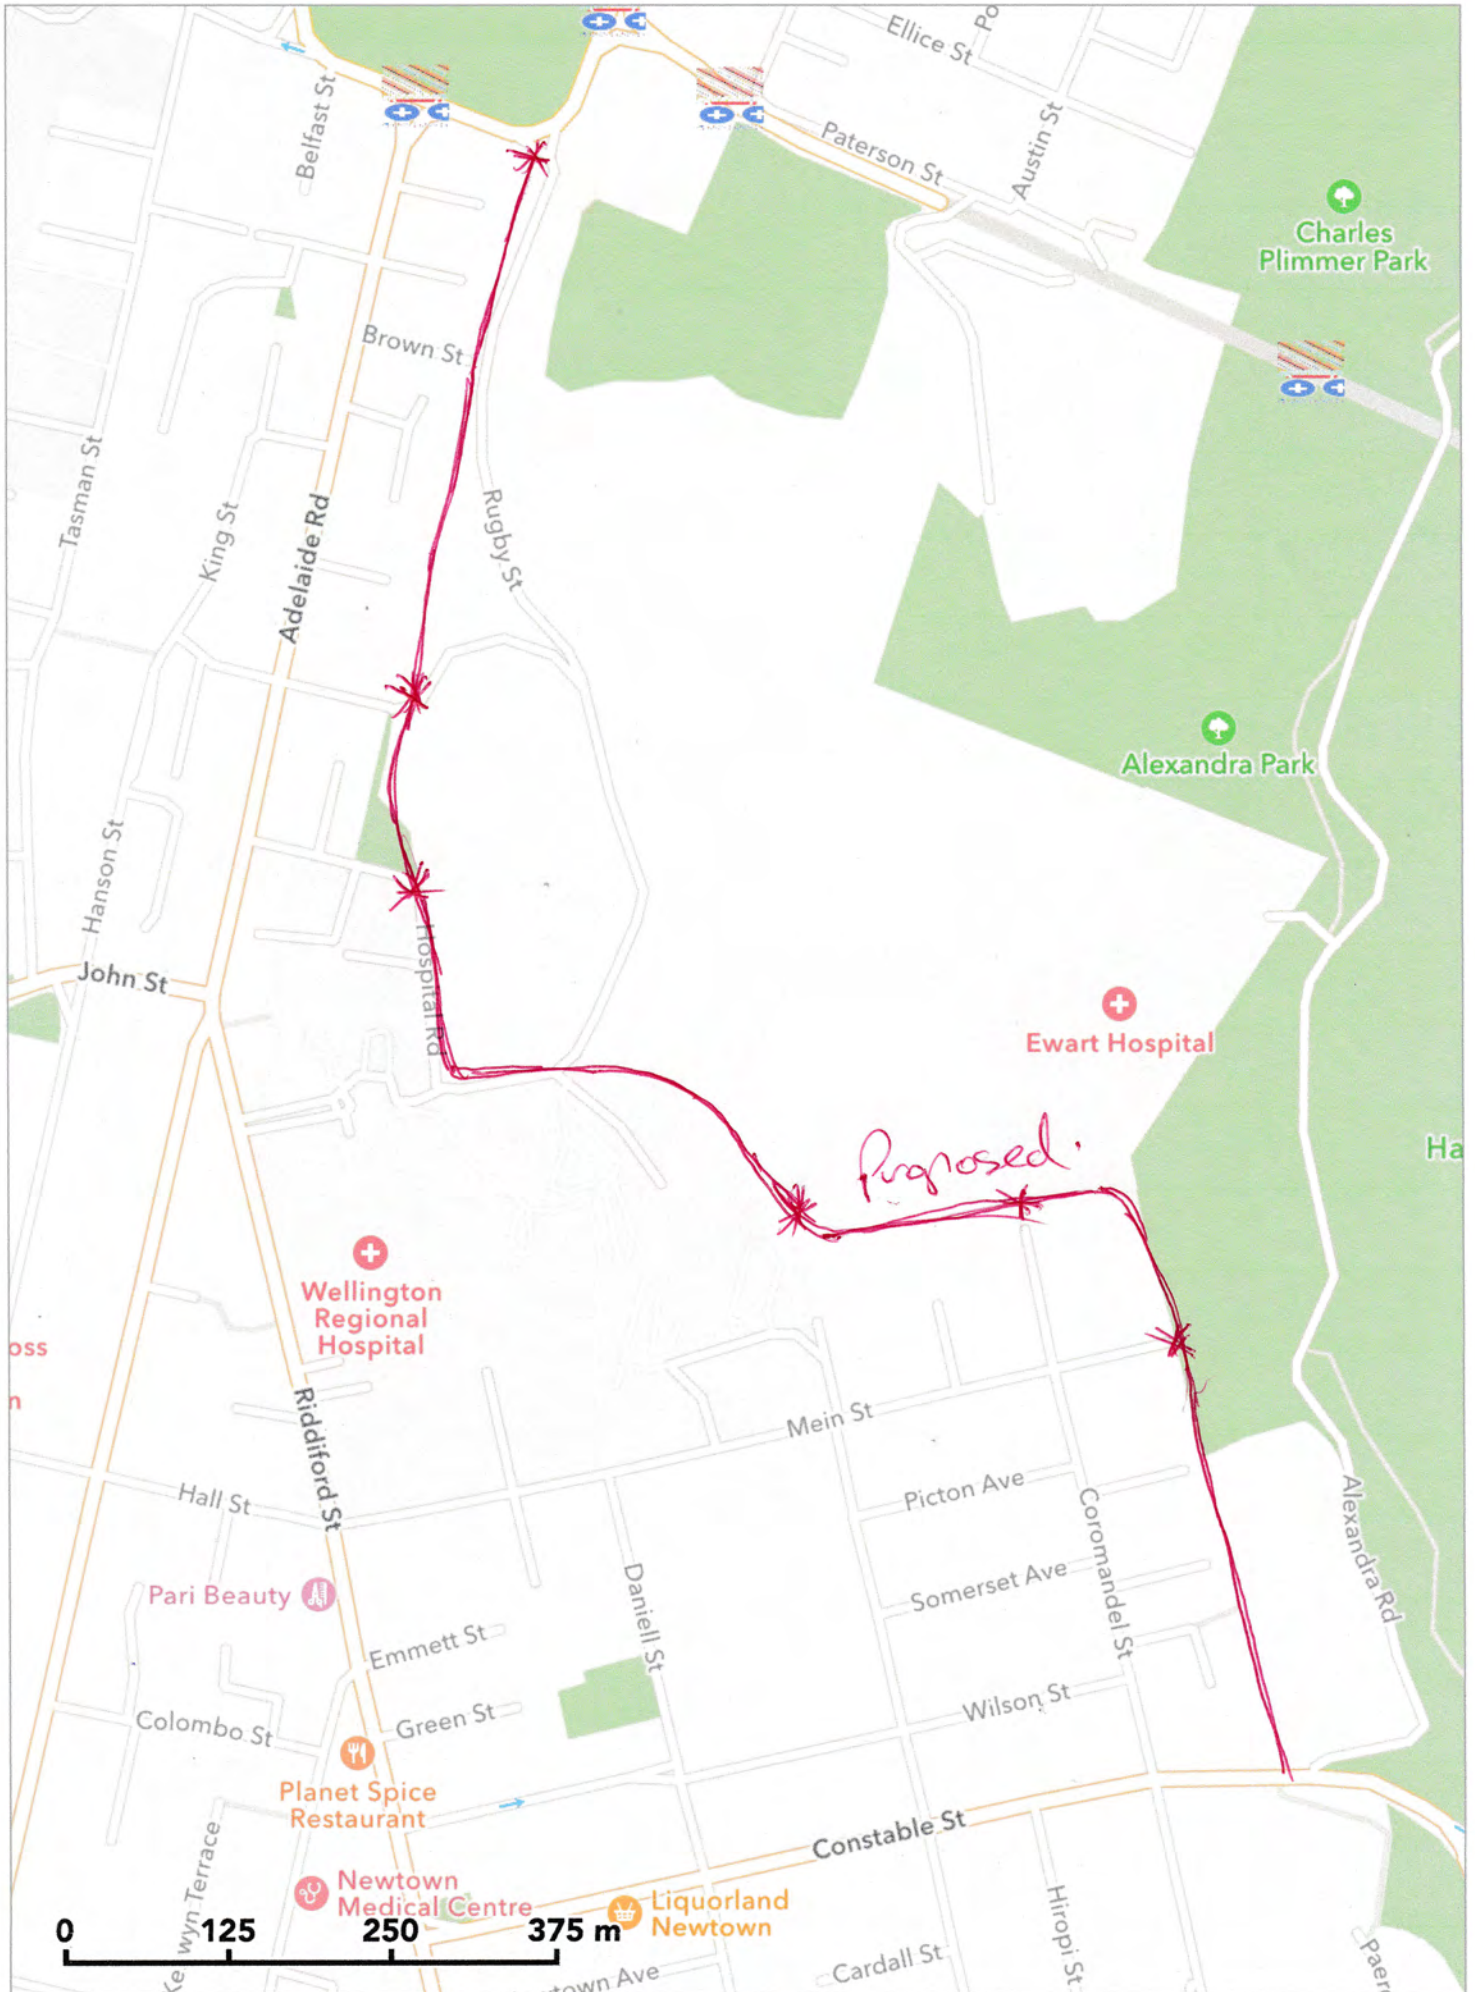 Ellice St
Po
Belfast St
Paterson St
Austin St
Charles
Plimmer Park
Brown St
Tasman St
King St
Adelaide Rd
Rugby St
Alexandra Park
Hanson St
John St
Hospital Rd
Ewart Hospital
Proposed.
Ha
Wellington
Regional
Hospital
oss
n
Riddiford St
Mein St
Hall St
Picton Ave
Coromandel St
Alexandra Rd
Pari Beauty
Daniell St
Somerset Ave
Emmett St
Wilson St
Colombo St
Green St
Planet Spice
Restaurant
Constable St
wyn Terrace
Newtown
Medical Centre
Liquorland
Newtown
Hiropi St
0 125 250 375 m
town Ave
Cardall St
Paer